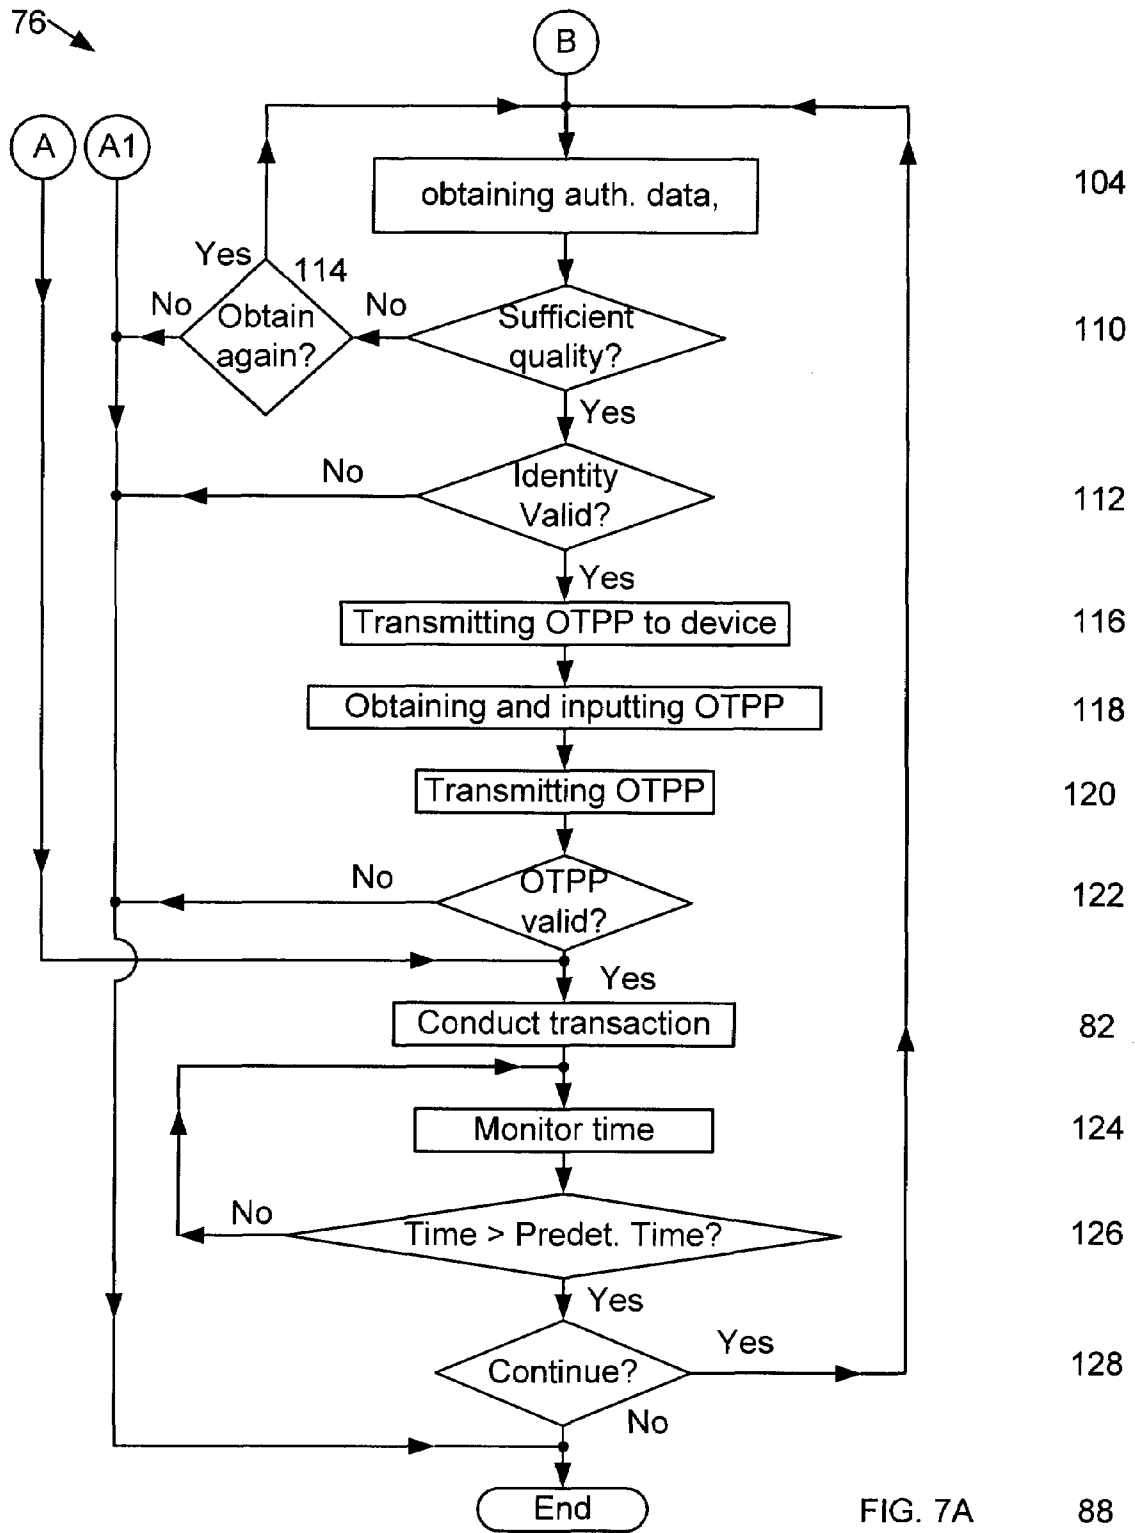 76
B
A
A1
obtaining auth. data,
104
Yes
114
No
Obtain
again?
No
Sufficient
quality?
110
Yes
No
Identity
Valid?
112
Yes
Transmitting OTPP to device
116
Obtaining and inputting OTPP
118
Transmitting OTPP
120
No
OTPP
valid?
122
Yes
Conduct transaction
82
Monitor time
124
No
Time > Predet. Time?
126
Yes
Yes
Continue?
128
No
End
FIG. 7A
88